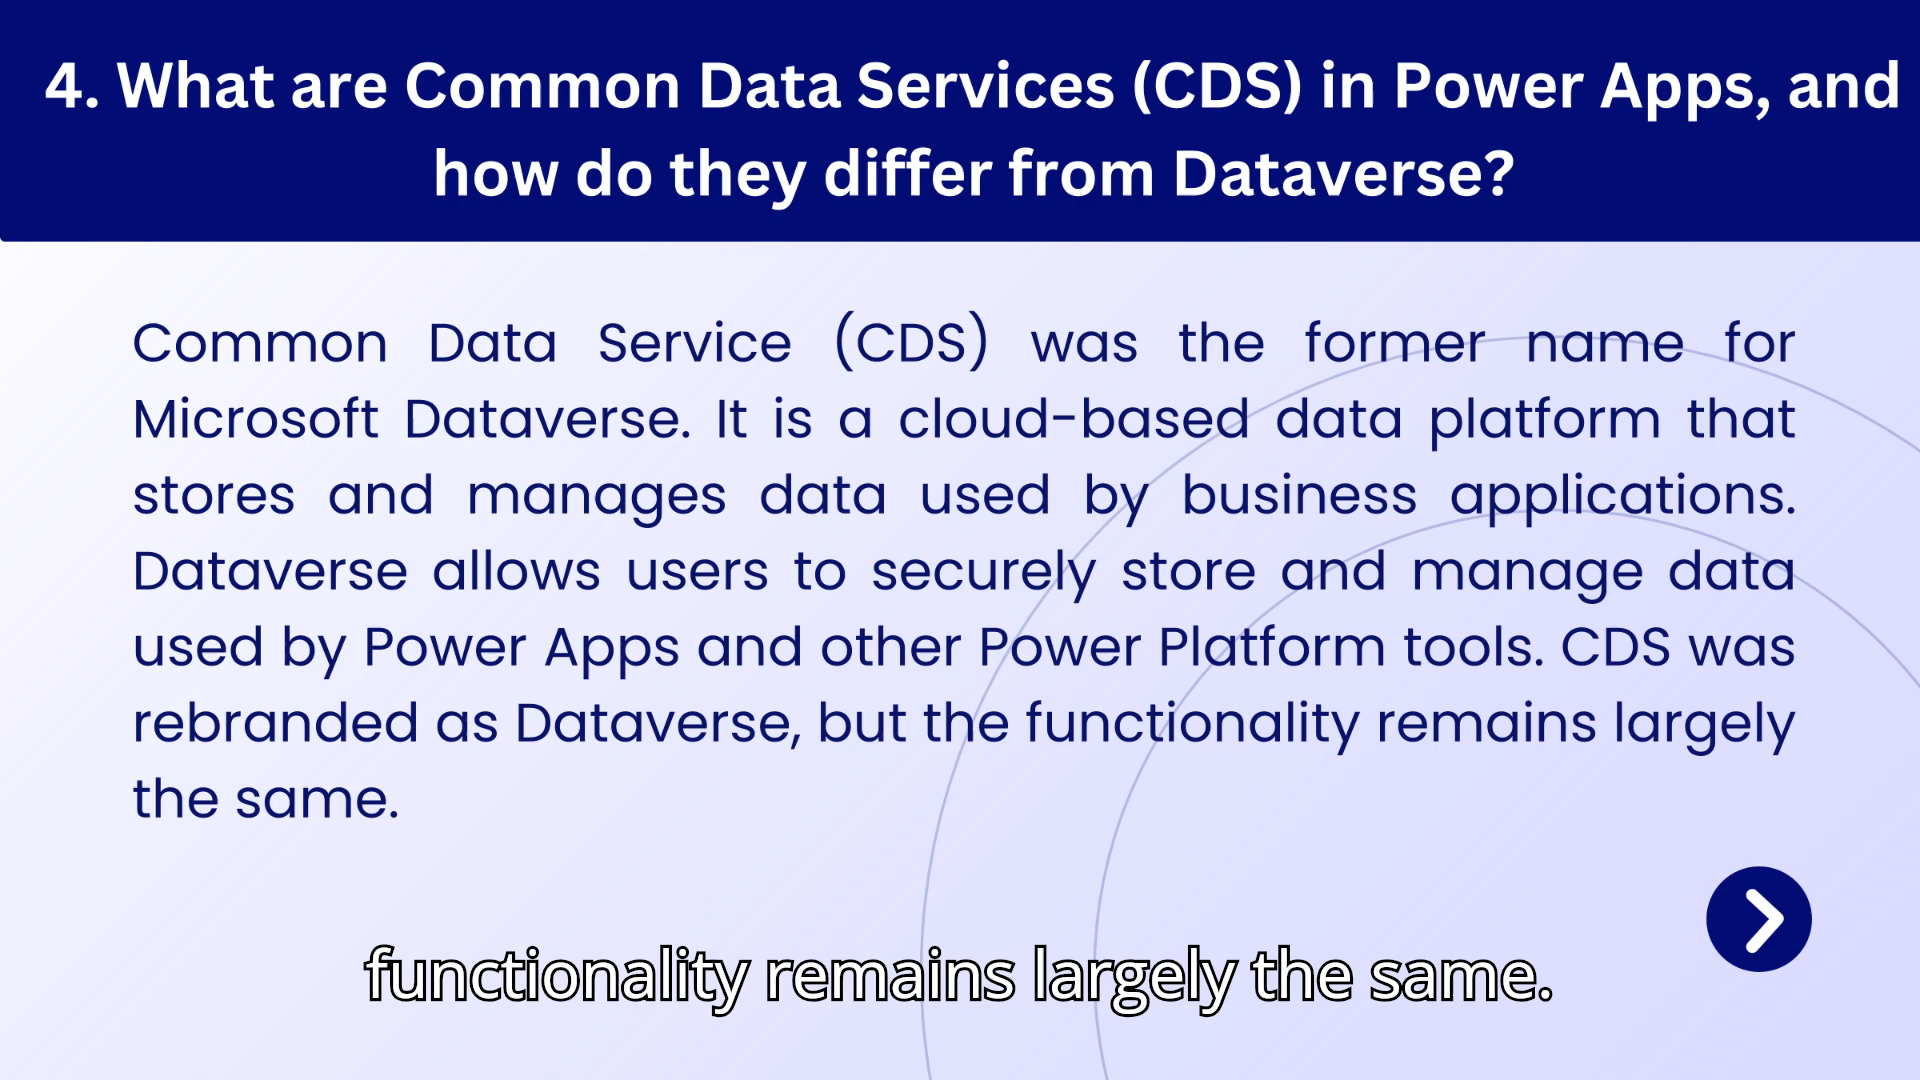 4. What are Common Data Services (CDS) in Power Apps, and
how do they differ from Dataverse?
Common Data Service (CDS) was the former name for
Microsoft Dataverse. It is a cloud-based data platform that
stores and manages data used by business applications.
Dataverse allows users to securely store and manage data
used by Power Apps and other Power Platform tools. CDS was
rebranded as Dataverse, but the functionality remains largely
the same.
functionality remains largely the same.